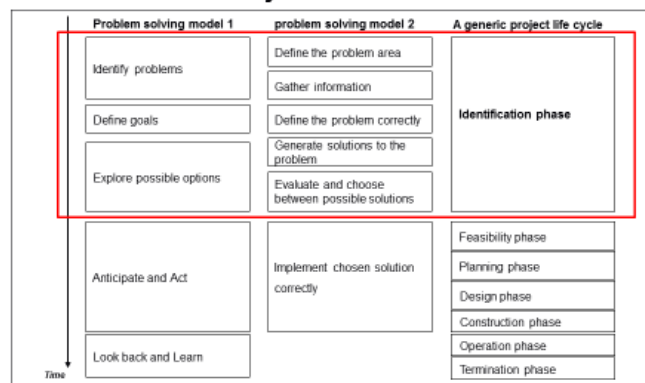 Problem solving model 1
problem solving model 2
A generic project life cycle
Identify problems
Define the problem area
Gather information
Identification phase
Define goals
Define the problem correctly
Explore possible options
Generate solutions to the
problem
Evaluate and choose
between possible solutions
Anticipate and Act
Implement chosen solution
correctly
Feasibility phase
Planning phase
Design phase
Construction phase
Look back and Learn
Operation phase
Termination phase
Time